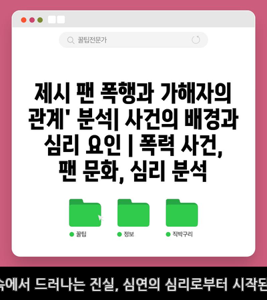 꿀팁전문가
제시 팬 폭행과 가해자의
관계' 분석| 사건의 배경과
심리 요인 | 폭력 사건,
팬 문화, 심리 분석
꿀팁
정보
착박구리
속에서 드러나는 진실, 심연의 심리로부터 시작된